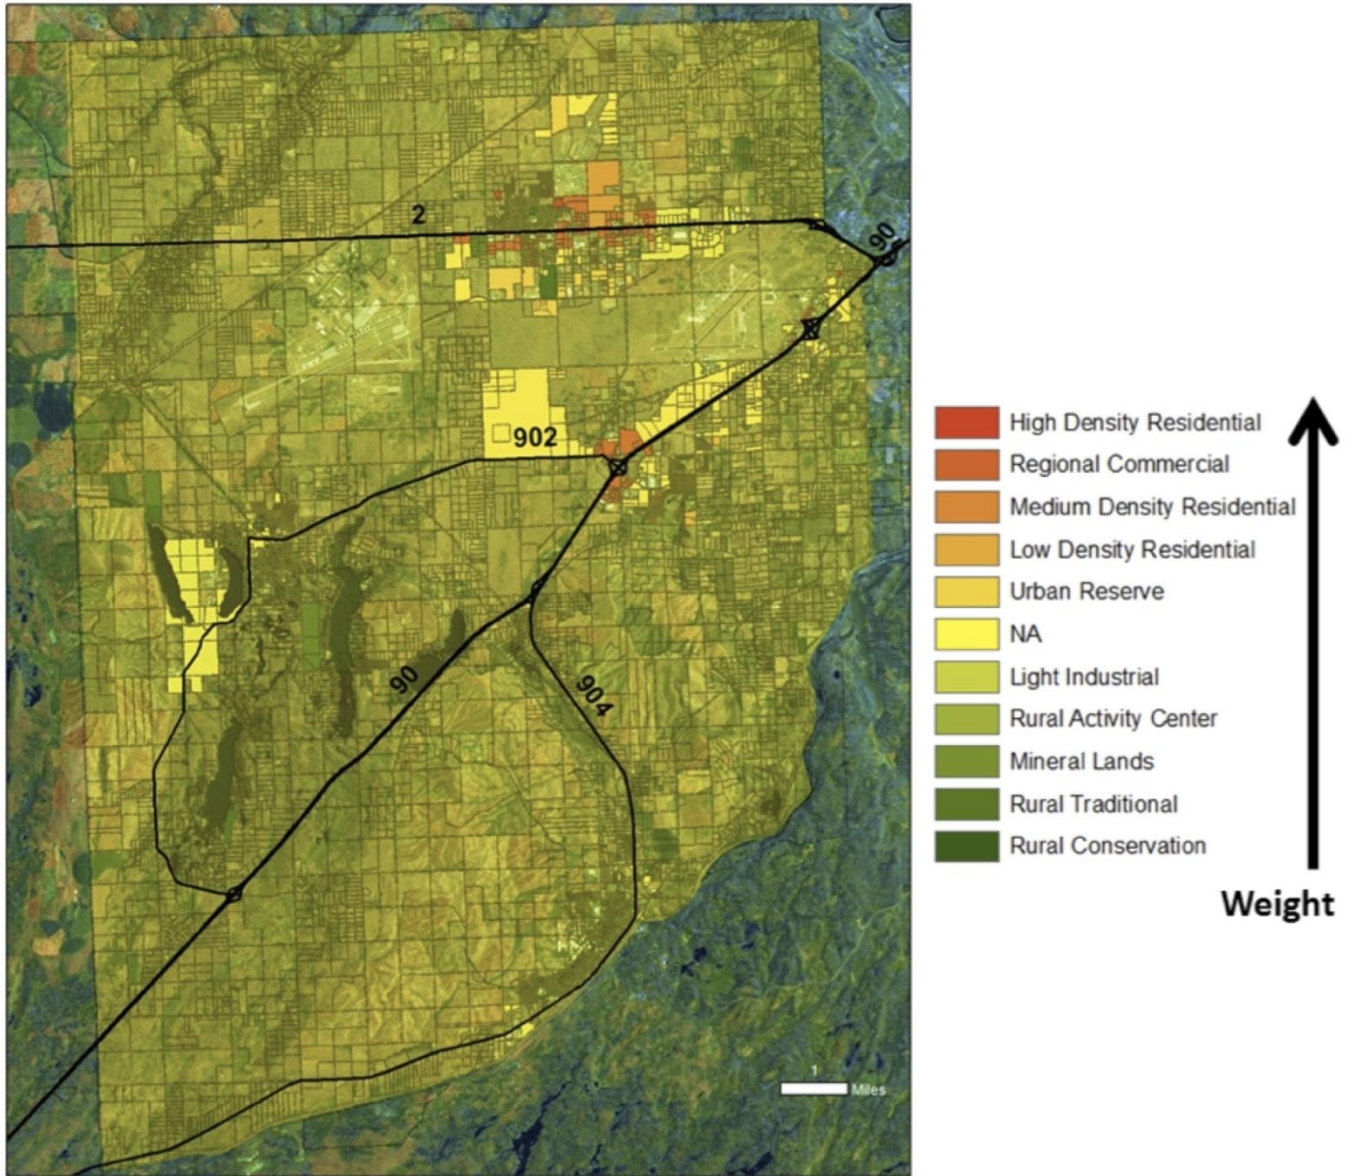 2
90
902
90
904
1
Miles
High Density Residential
Regional Commercial
Medium Density Residential
Low Density Residential
Urban Reserve
NA
Light Industrial
Rural Activity Center
Mineral Lands
Rural Traditional
Rural Conservation
Weight